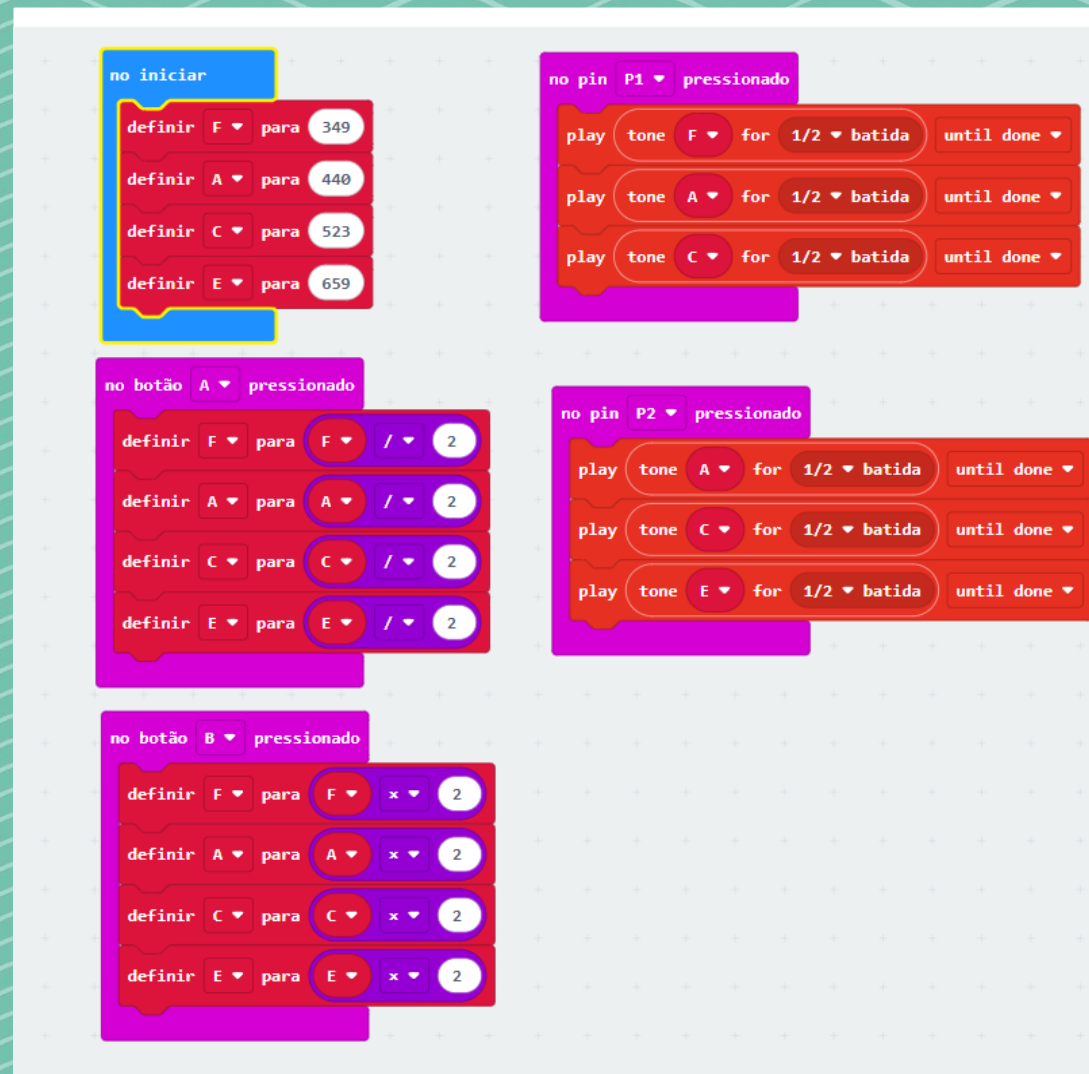 no iniciar
definir F para 349
definir A para 440
definir C para 523
definir E para 659
no botão A pressionado
definir F para F / 2
definir A para A / 2
definir C para C / 2
definir E para E / 2
no botão B pressionado
definir F para F x 2
definir A para A x 2
definir C para C x 2
definir E para E x 2
no pin P1 pressionado
play tone F for 1/2 batida until done
play tone A for 1/2 batida until done
play tone C for 1/2 batida until done
no pin P2 pressionado
play tone A for 1/2 batida until done
play tone C for 1/2 batida until done
play tone E for 1/2 batida until done